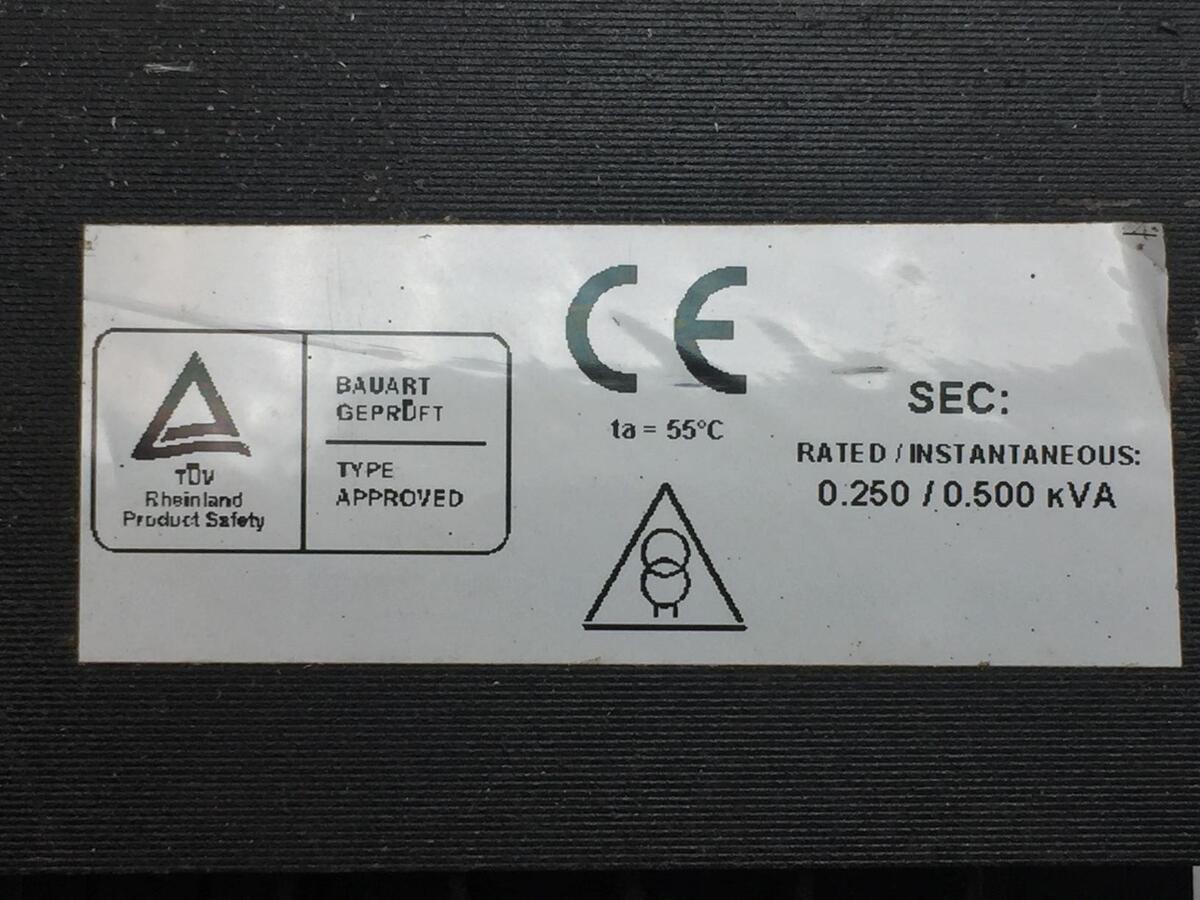 CE
ta = 55°C
TÜV
Rheinland
Product Safety
BAUART
GEPRÜFT
TYPE
APPROVED
SEC:
RATED / INSTANTANEOUS:
0.250 / 0.500 KVA